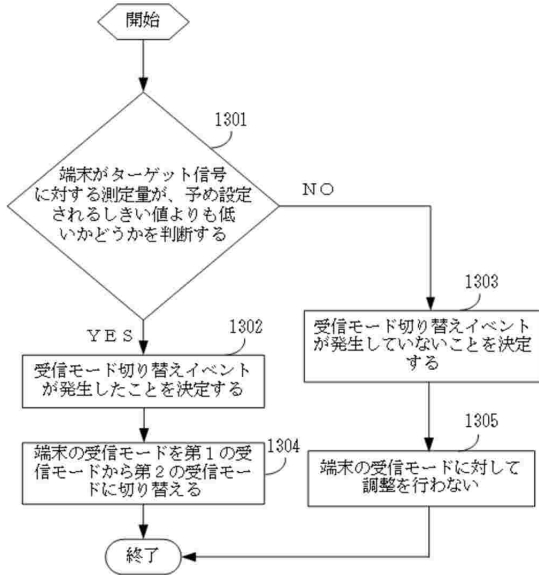 開始
1301
端末がターゲット信号
に対する測定量が、予め設定
されるしきい値よりも低
いかどうかを判断する
NO
YES
1302
受信モード切り替えイベント
が発生したことを決定する
1303
受信モード切り替えイベント
が発生していないことを決定
する
1304
端末の受信モードを第1の受
信モードから第2の受信モード
に切り替える
1305
端末の受信モードに対して
調整を行わない
終了